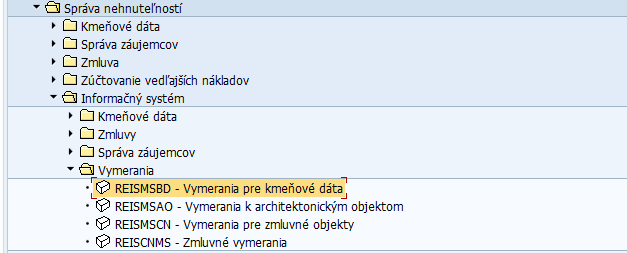 Správa nehnuteľností
Kmeňové dáta
Správa záujemcov
Zmluva
Zúčtovanie vedľajších nákladov
Informačný systém
Kmeňové dáta
Zmluvy
Správa záujemcov
Vymerania
REISMSBD - Vymerania pre kmeňové dáta
REISMSAO - Vymerania k architektonickým objektom
REISMSCN - Vymerania pre zmluvné objekty
REISCNMS - Zmluvné vymerania